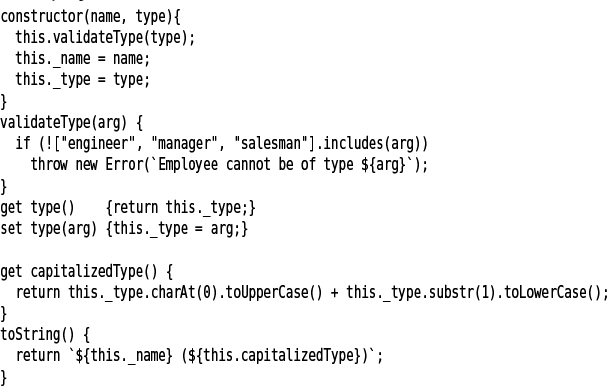 constructor(name, type){
  this.validateType(type);
  this._name = name;
  this._type = type;
}
validateType(arg) {
  if (!["engineer", "manager", "salesman"].includes(arg))
    throw new Error(`Employee cannot be of type ${arg}`);
}
get type()    {return this._type;}
set type(arg) {this._type = arg;}

get capitalizedType() {
  return this._type.charAt(0).toUpperCase() + this._type.substr(1).toLowerCase();
}
toString() {
  return `${this._name} (${this.capitalizedType})`;
}